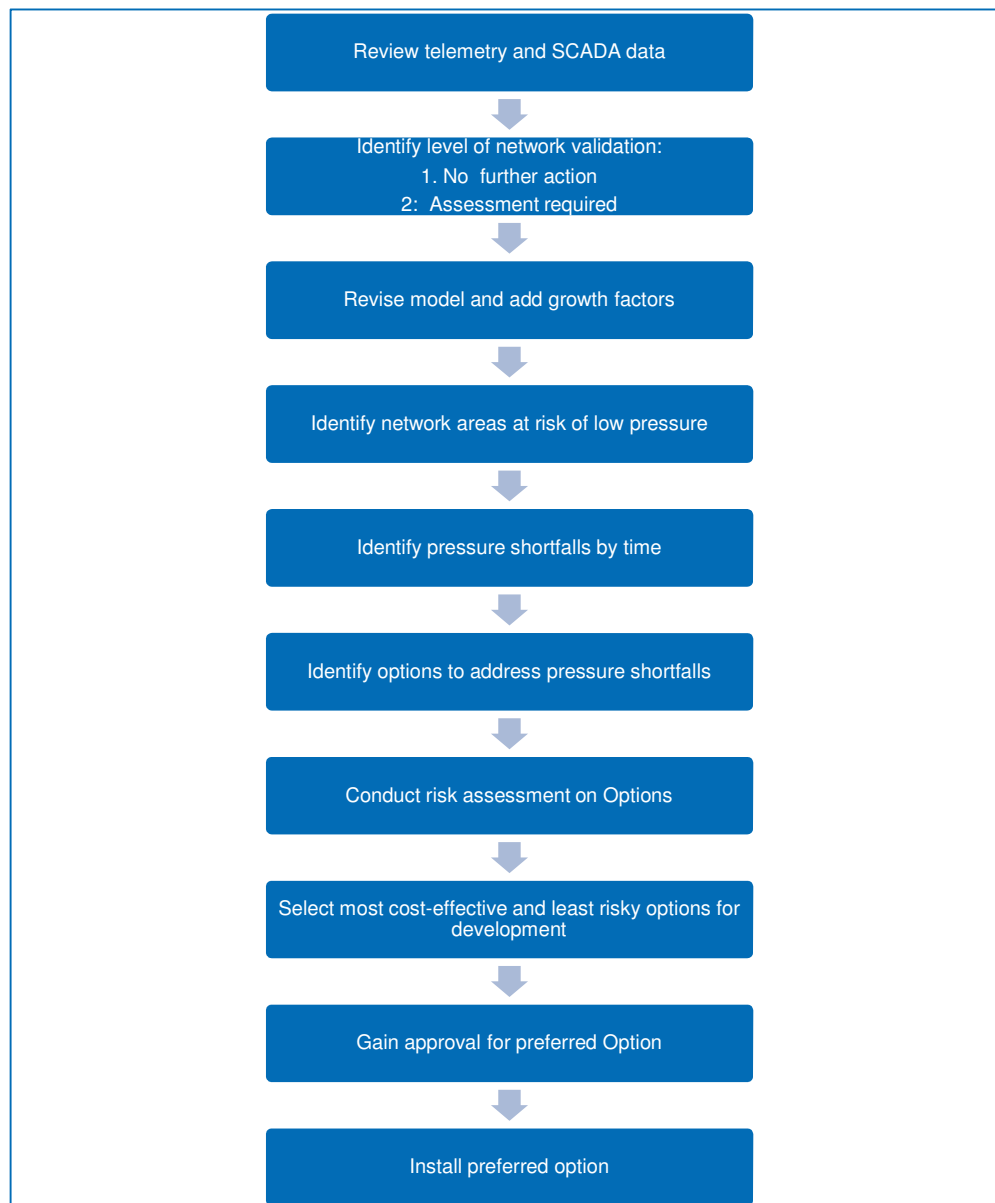 Review telemetry and SCADA data
Identify level of network validation:
1. No further action
2: Assessment required
Revise model and add growth factors
Identify network areas at risk of low pressure
Identify pressure shortfalls by time
Identify options to address pressure shortfalls
Conduct risk assessment on Options
Select most cost-effective and least risky options for
development
Gain approval for preferred Option
Install preferred option